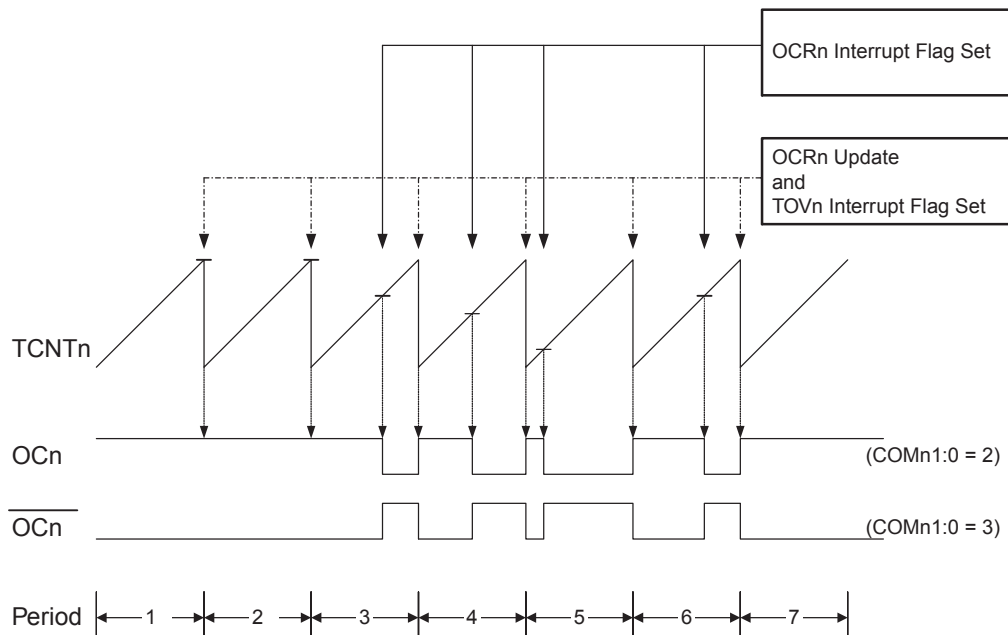 OCRn Interrupt Flag Set
OCRn Update
and
TOVn Interrupt Flag Set
TCNTn
OCn
(COMn1:0 = 2)
OCn
(COMn1:0 = 3)
Period
1
2
3
4
5
6
7